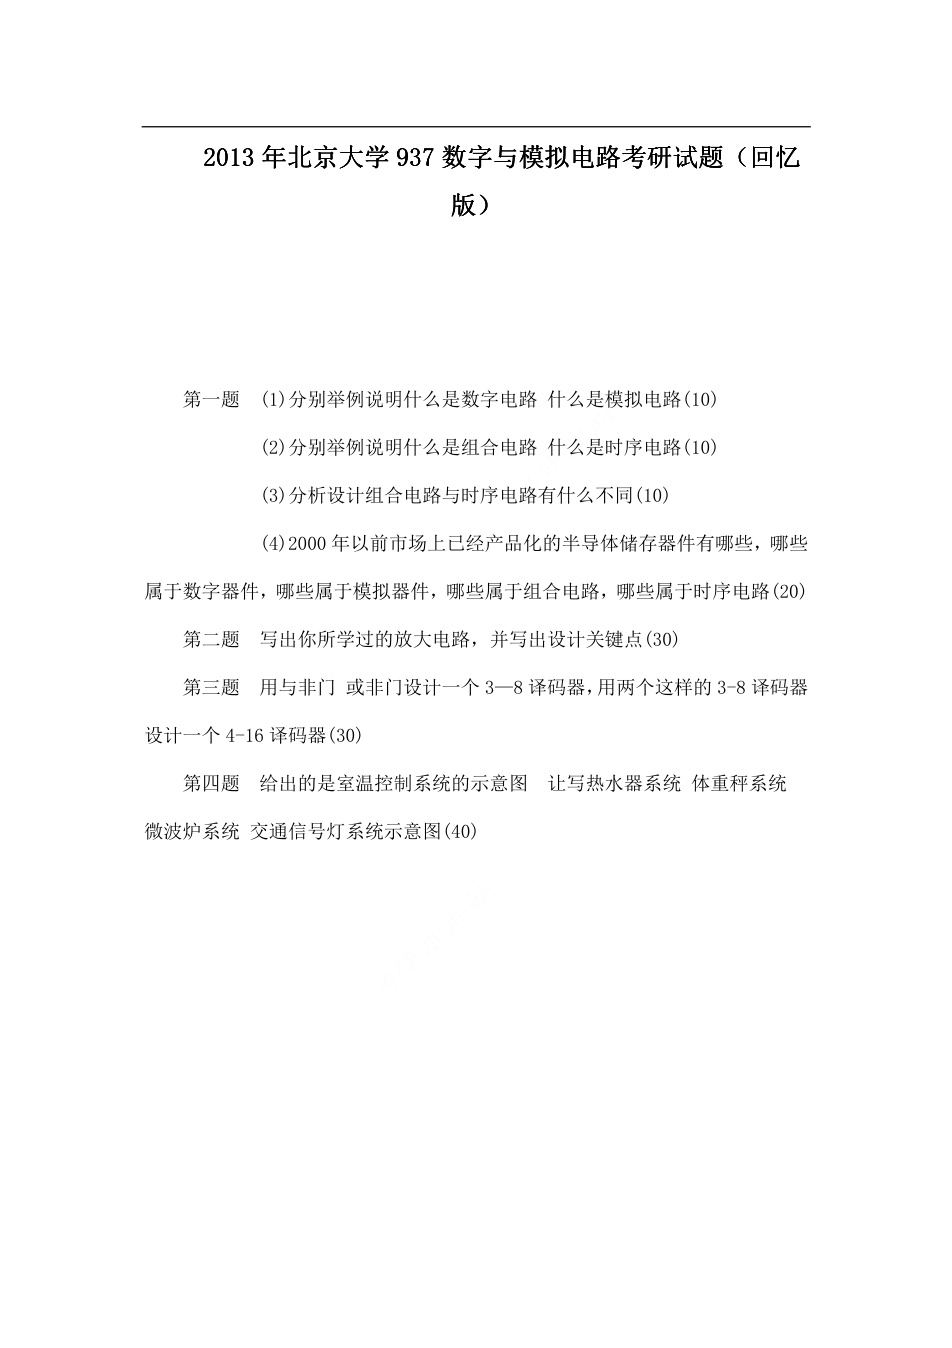 2013 年北京大学 937 数字与模拟电路考研试题（回忆
版）
第一题 (1)分别举例说明什么是数字电路 什么是模拟电路(10)
(2)分别举例说明什么是组合电路 什么是时序电路(10)
(3)分析设计组合电路与时序电路有什么不同(10)
(4)2000 年以前市场上已经产品化的半导体储存器件有哪些，哪些
属于数字器件，哪些属于模拟器件，哪些属于组合电路，哪些属于时序电路(20)
第二题 写出你所学过的放大电路，并写出设计关键点(30)
第三题 用与非门 或非门设计一个 3—8 译码器，用两个这样的 3-8 译码器
设计一个 4-16 译码器(30)
第四题 给出的是室温控制系统的示意图 让写热水器系统 体重秤系统
微波炉系统 交通信号灯系统示意图(40)